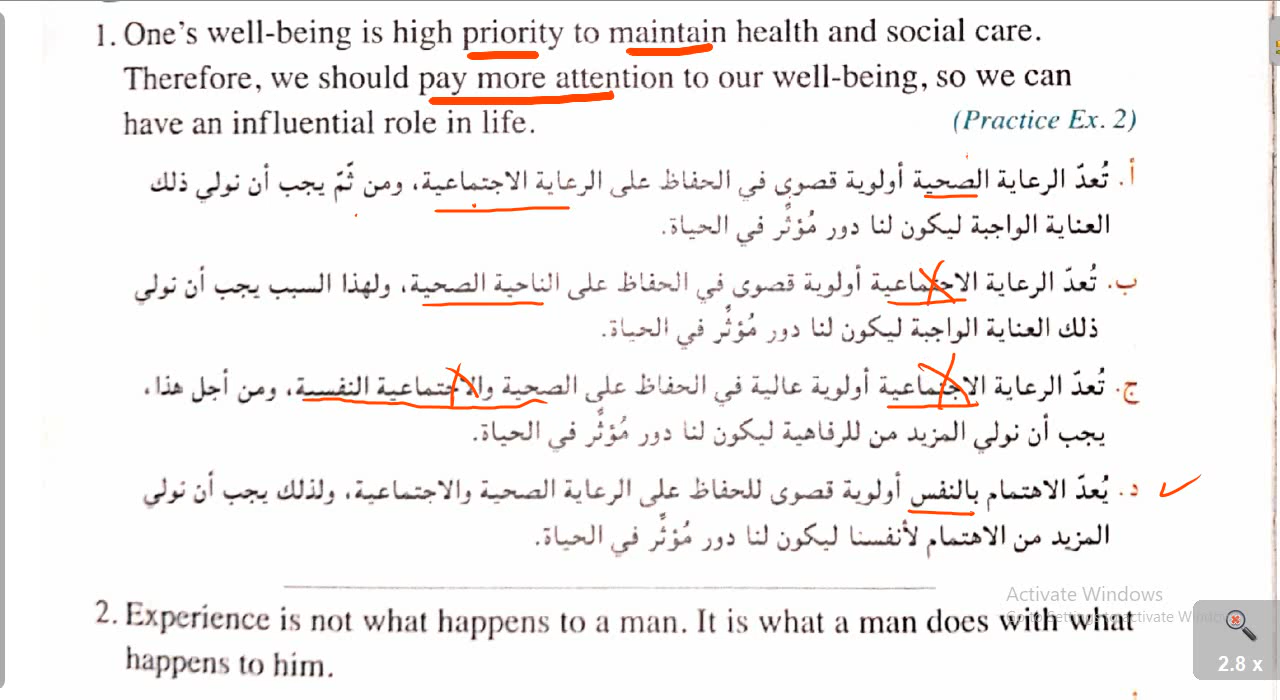 1. One's well-being is high priority to maintain health and social care.
Therefore, we should pay more attention to our well-being, so we can
have an influential role in life.
(Practice Ex. 2)
أ. تُعدّ الرعاية الصحية أولوية قصوى في الحفاظ على الرعاية الاجتماعية، ومن ثَمّ يجب أن نولي ذلك
العناية الواجبة ليكون لنا دور مُؤثِّر في الحياة.
ب. تُعدّ الرعاية الاجتماعية أولوية قصوى في الحفاظ على الناحية الصحية، ولهذا السبب يجب أن نولي
ذلك العناية الواجبة ليكون لنا دور مُؤثِّر في الحياة.
ج. تُعدّ الرعاية الاجتماعية أولوية عالية في الحفاظ على الصحية والاجتماعية النفسية، ومن أجل هذا،
يجب أن نولي المزيد من للرفاهية ليكون لنا دور مُؤثِّر في الحياة.
د. يُعدّ الاهتمام بالنفس أولوية قصوى للحفاظ على الرعاية الصحية والاجتماعية، ولذلك يجب أن نولي
المزيد من الاهتمام لأنفسنا ليكون لنا دور مُؤثِّر في الحياة.
Activate Windows
Go to Settings to activate Windows.
2. Experience is not what happens to a man. It is what a man does with what
happens to him.
2.8 x